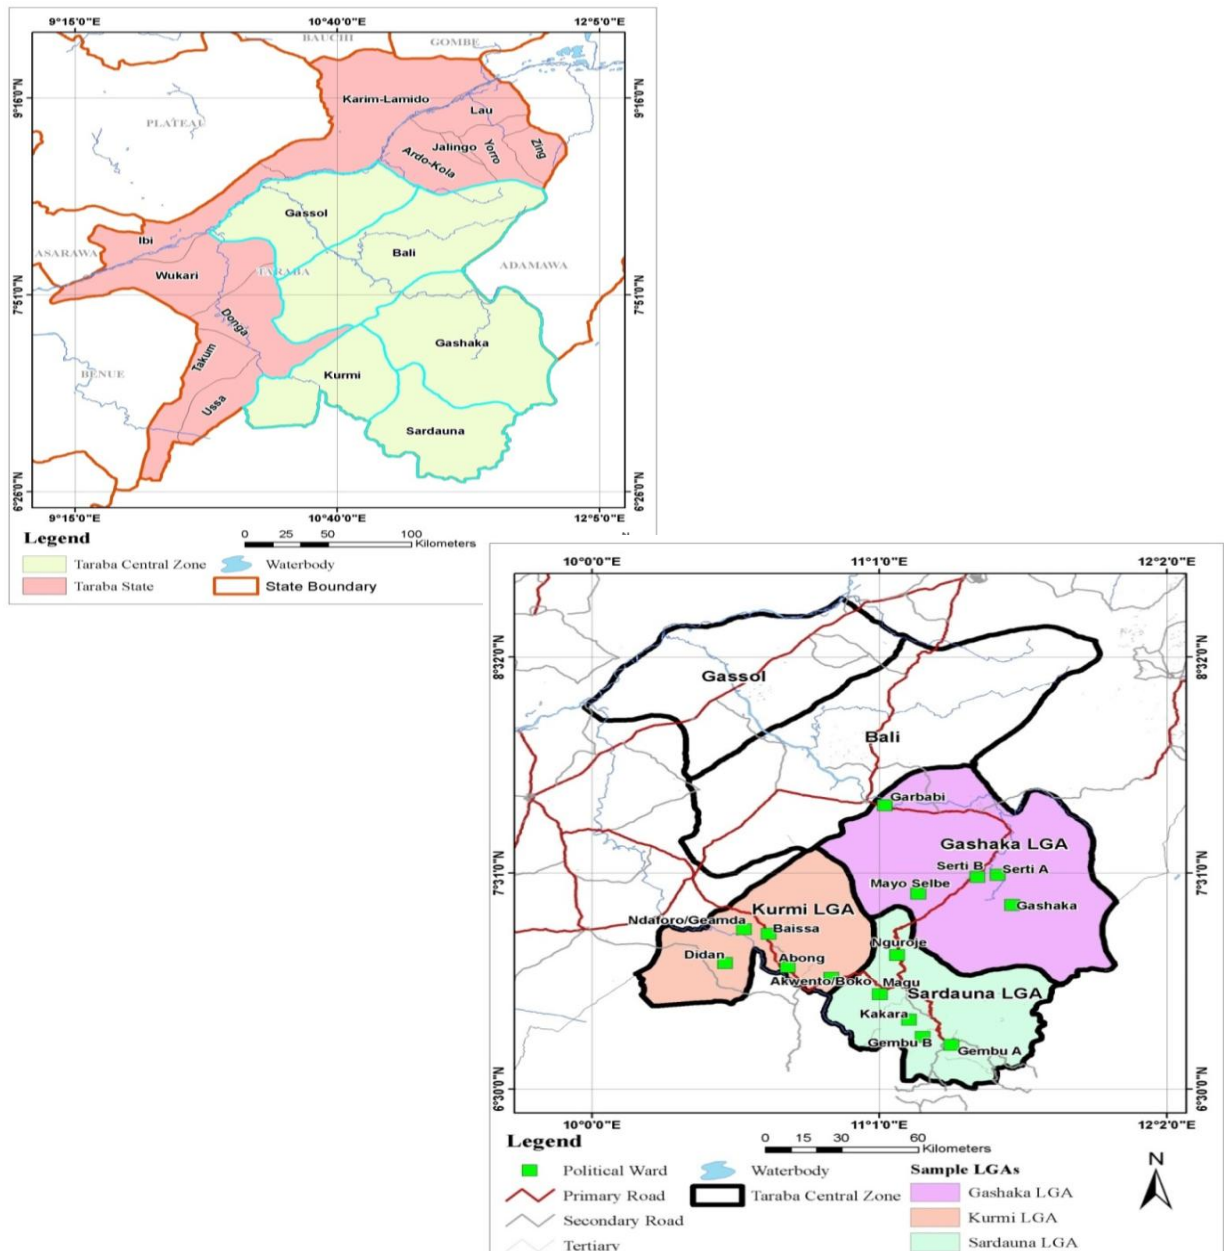 9°15'0"E 10°40'0"E 12°5'0"E
BAUCHI GOMBE
9°16'0"N 9°16'0"N
Karim-Lamido
Lau
PLATEAU
Jalingo Yorro Zing
Ardo-Kola
Gassol
Ibi
ASARAWA Bali
Wukari TARABA ADAMAWA
7°51'0"N 7°51'0"N
Donga
Gashaka
Takum
BENUE Kurmi
Ussa
Sardauna
6°26'0"N 6°26'0"N
9°15'0"E 10°40'0"E 12°5'0"E
Legend
0 25 50 100
Kilometers
Taraba Central Zone Waterbody
Taraba State State Boundary
10°0'0"E 11°1'0"E 12°2'0"E
8°32'0"N 8°32'0"N
Gassol
Bali
Garbabi
Gashaka LGA
7°31'0"N Serti B Serti A 7°31'0"N
Mayo Selbe
Gashaka
Kurmi LGA
Ndaforo/Geamda
Baissa
Nguroje
Didan Abong
Akwento/Boko Magu
Sardauna LGA
Kakara
Gembu B Gembu A
6°30'0"N 6°30'0"N
10°0'0"E 11°1'0"E 12°2'0"E
Legend
0 15 30 60
Kilometers
N
Political Ward Waterbody Sample LGAs
Primary Road Taraba Central Zone Gashaka LGA
Secondary Road Kurmi LGA
Tertiary Sardauna LGA